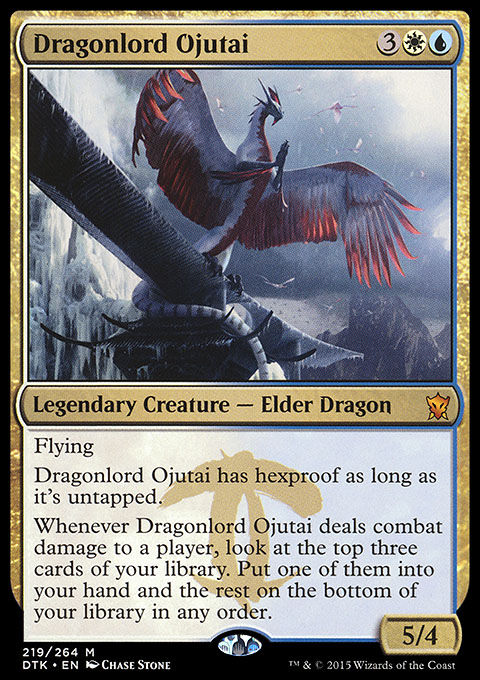 Dragonlord Ojutai 3
Legendary Creature — Elder Dragon
Flying
Dragonlord Ojutai has hexproof as long as
it's untapped.
Whenever Dragonlord Ojutai deals combat
damage to a player, look at the top three
cards of your library. Put one of them into
your hand and the rest on the bottom of
your library in any order.
5/4
219/264 M
DTK • EN Chase Stone
™ & © 2015 Wizards of the Coast